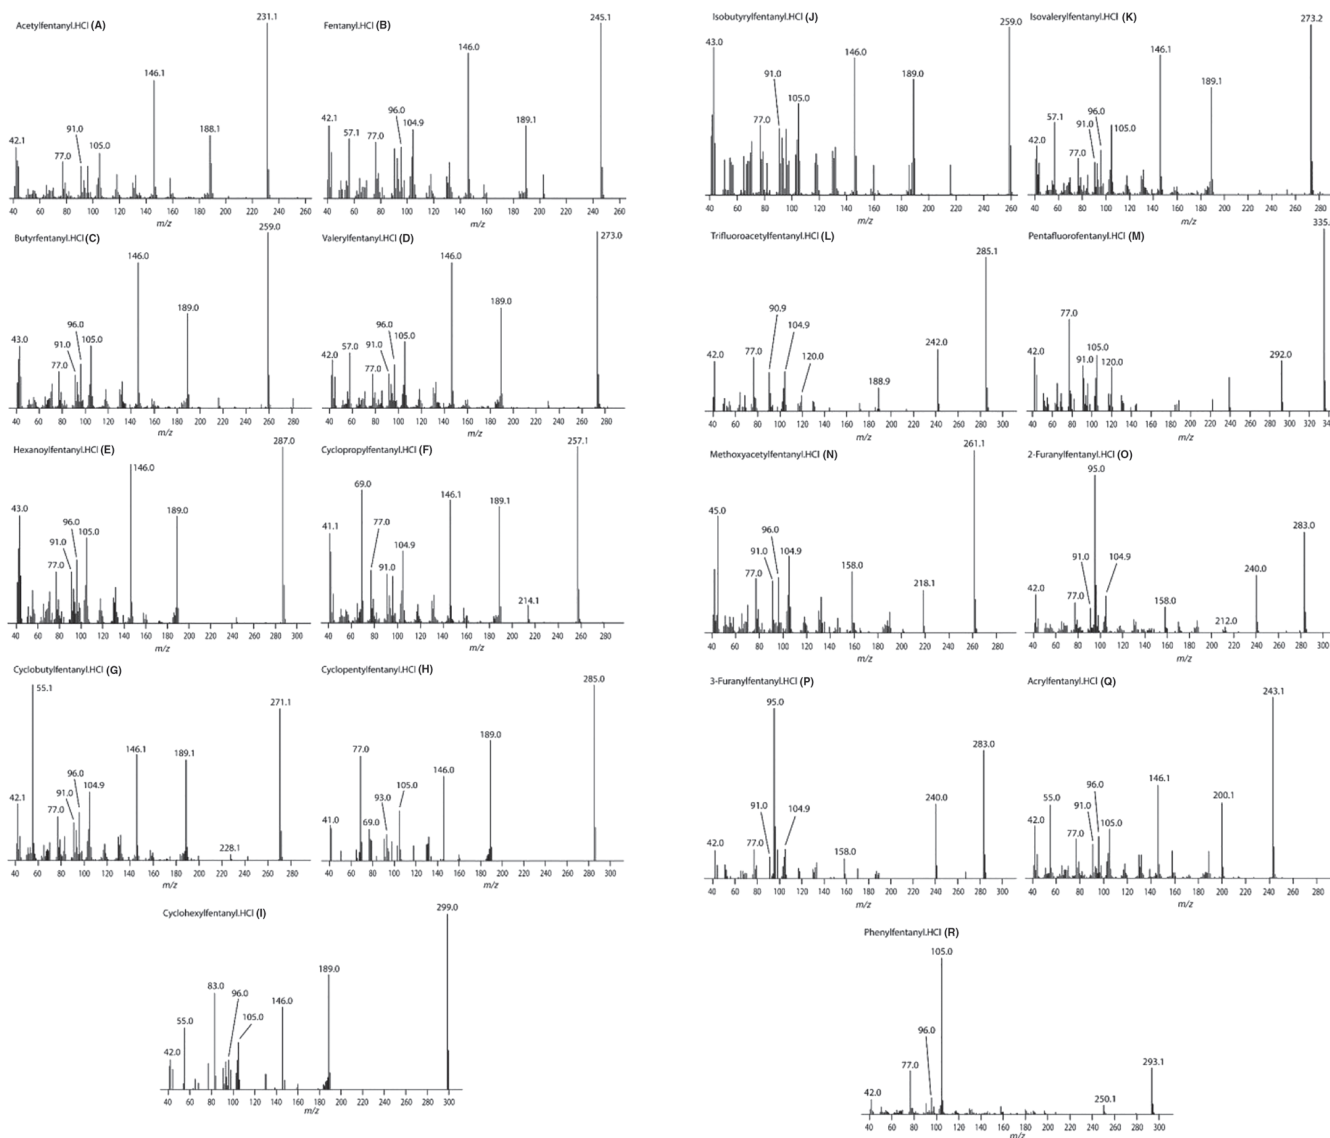 Acetylfentanyl.HCl (A)
231.1
146.1
188.1
42.1
91.0
77.0
105.0
40 60 80 100 120 140 160 180 200 220 240 260
m/z
Fentanyl.HCl (B)
245.1
146.0
96.0
42.1
57.1
77.0
104.9
189.1
40 60 80 100 120 140 160 180 200 220 240 260
m/z
Butyrfentanyl.HCl (C)
259.0
146.0
189.0
43.0
96.0
91.0
105.0
77.0
40 60 80 100 120 140 160 180 200 220 240 260 280
m/z
Valerylfentanyl.HCl (D)
273.0
146.0
189.0
96.0
42.0
57.0
91.0
105.0
77.0
40 60 80 100 120 140 160 180 200 220 240 260 280
m/z
Hexanoylfentanyl.HCl (E)
287.0
146.0
189.0
43.0
96.0
91.0
105.0
77.0
40 60 80 100 120 140 160 180 200 220 240 260 280 300
m/z
Cyclopropylfentanyl.HCl (F)
257.1
69.0
146.1
189.1
41.1
77.0
104.9
91.0
214.1
40 60 80 100 120 140 160 180 200 220 240 260 280
m/z
Cyclobutylfentanyl.HCl (G)
55.1
271.1
146.1
189.1
96.0
42.1
91.0
104.9
77.0
228.1
40 60 80 100 120 140 160 180 200 220 240 260 280
m/z
Cyclopentylfentanyl.HCl (H)
285.0
77.0
189.0
146.0
93.0
105.0
41.0
69.0
40 60 80 100 120 140 160 180 200 220 240 260 280 300
m/z
Cyclohexylfentanyl.HCl (I)
299.0
189.0
83.0
96.0
146.0
55.0
105.0
42.0
40 60 80 100 120 140 160 180 200 220 240 260 280 300
m/z
Isobutyrylfentanyl.HCl (J)
259.0
43.0
146.0
91.0
189.0
105.0
77.0
40 60 80 100 120 140 160 180 200 220 240 260
m/z
Isovalerylfentanyl.HCl (K)
273.2
146.1
189.1
57.1
96.0
91.0
105.0
42.0
77.0
40 60 80 100 120 140 160 180 200 220 240 260 280
m/z
Trifluoroacetylfentanyl.HCl (L)
285.1
90.9
104.9
242.0
42.0
77.0
120.0
188.9
40 60 80 100 120 140 160 180 200 220 240 260 280 300
m/z
Pentafluorofentanyl.HCl (M)
335.
77.0
42.0
105.0
91.0
120.0
292.0
40 60 80 100 120 140 160 180 200 220 240 260 280 300 320 340
m/z
Methoxyacetylfentanyl.HCl (N)
261.1
45.0
96.0
91.0
104.9
77.0
158.0
218.1
40 60 80 100 120 140 160 180 200 220 240 260 280
m/z
2-Furanylfentanyl.HCl (O)
95.0
283.0
91.0
104.9
240.0
42.0
77.0
158.0
212.0
40 60 80 100 120 140 160 180 200 220 240 260 280 300
m/z
3-Furanylfentanyl.HCl (P)
95.0
283.0
91.0
104.9
240.0
42.0
77.0
158.0
40 60 80 100 120 140 160 180 200 220 240 260 280 300
m/z
Acrylfentanyl.HCl (Q)
243.1
146.1
96.0
55.0
91.0
200.1
42.0
105.0
77.0
40 60 80 100 120 140 160 180 200 220 240 260 280
m/z
Phenylfentanyl.HCl (R)
105.0
96.0
77.0
293.1
42.0
250.1
40 60 80 100 120 140 160 180 200 220 240 260 280 300
m/z